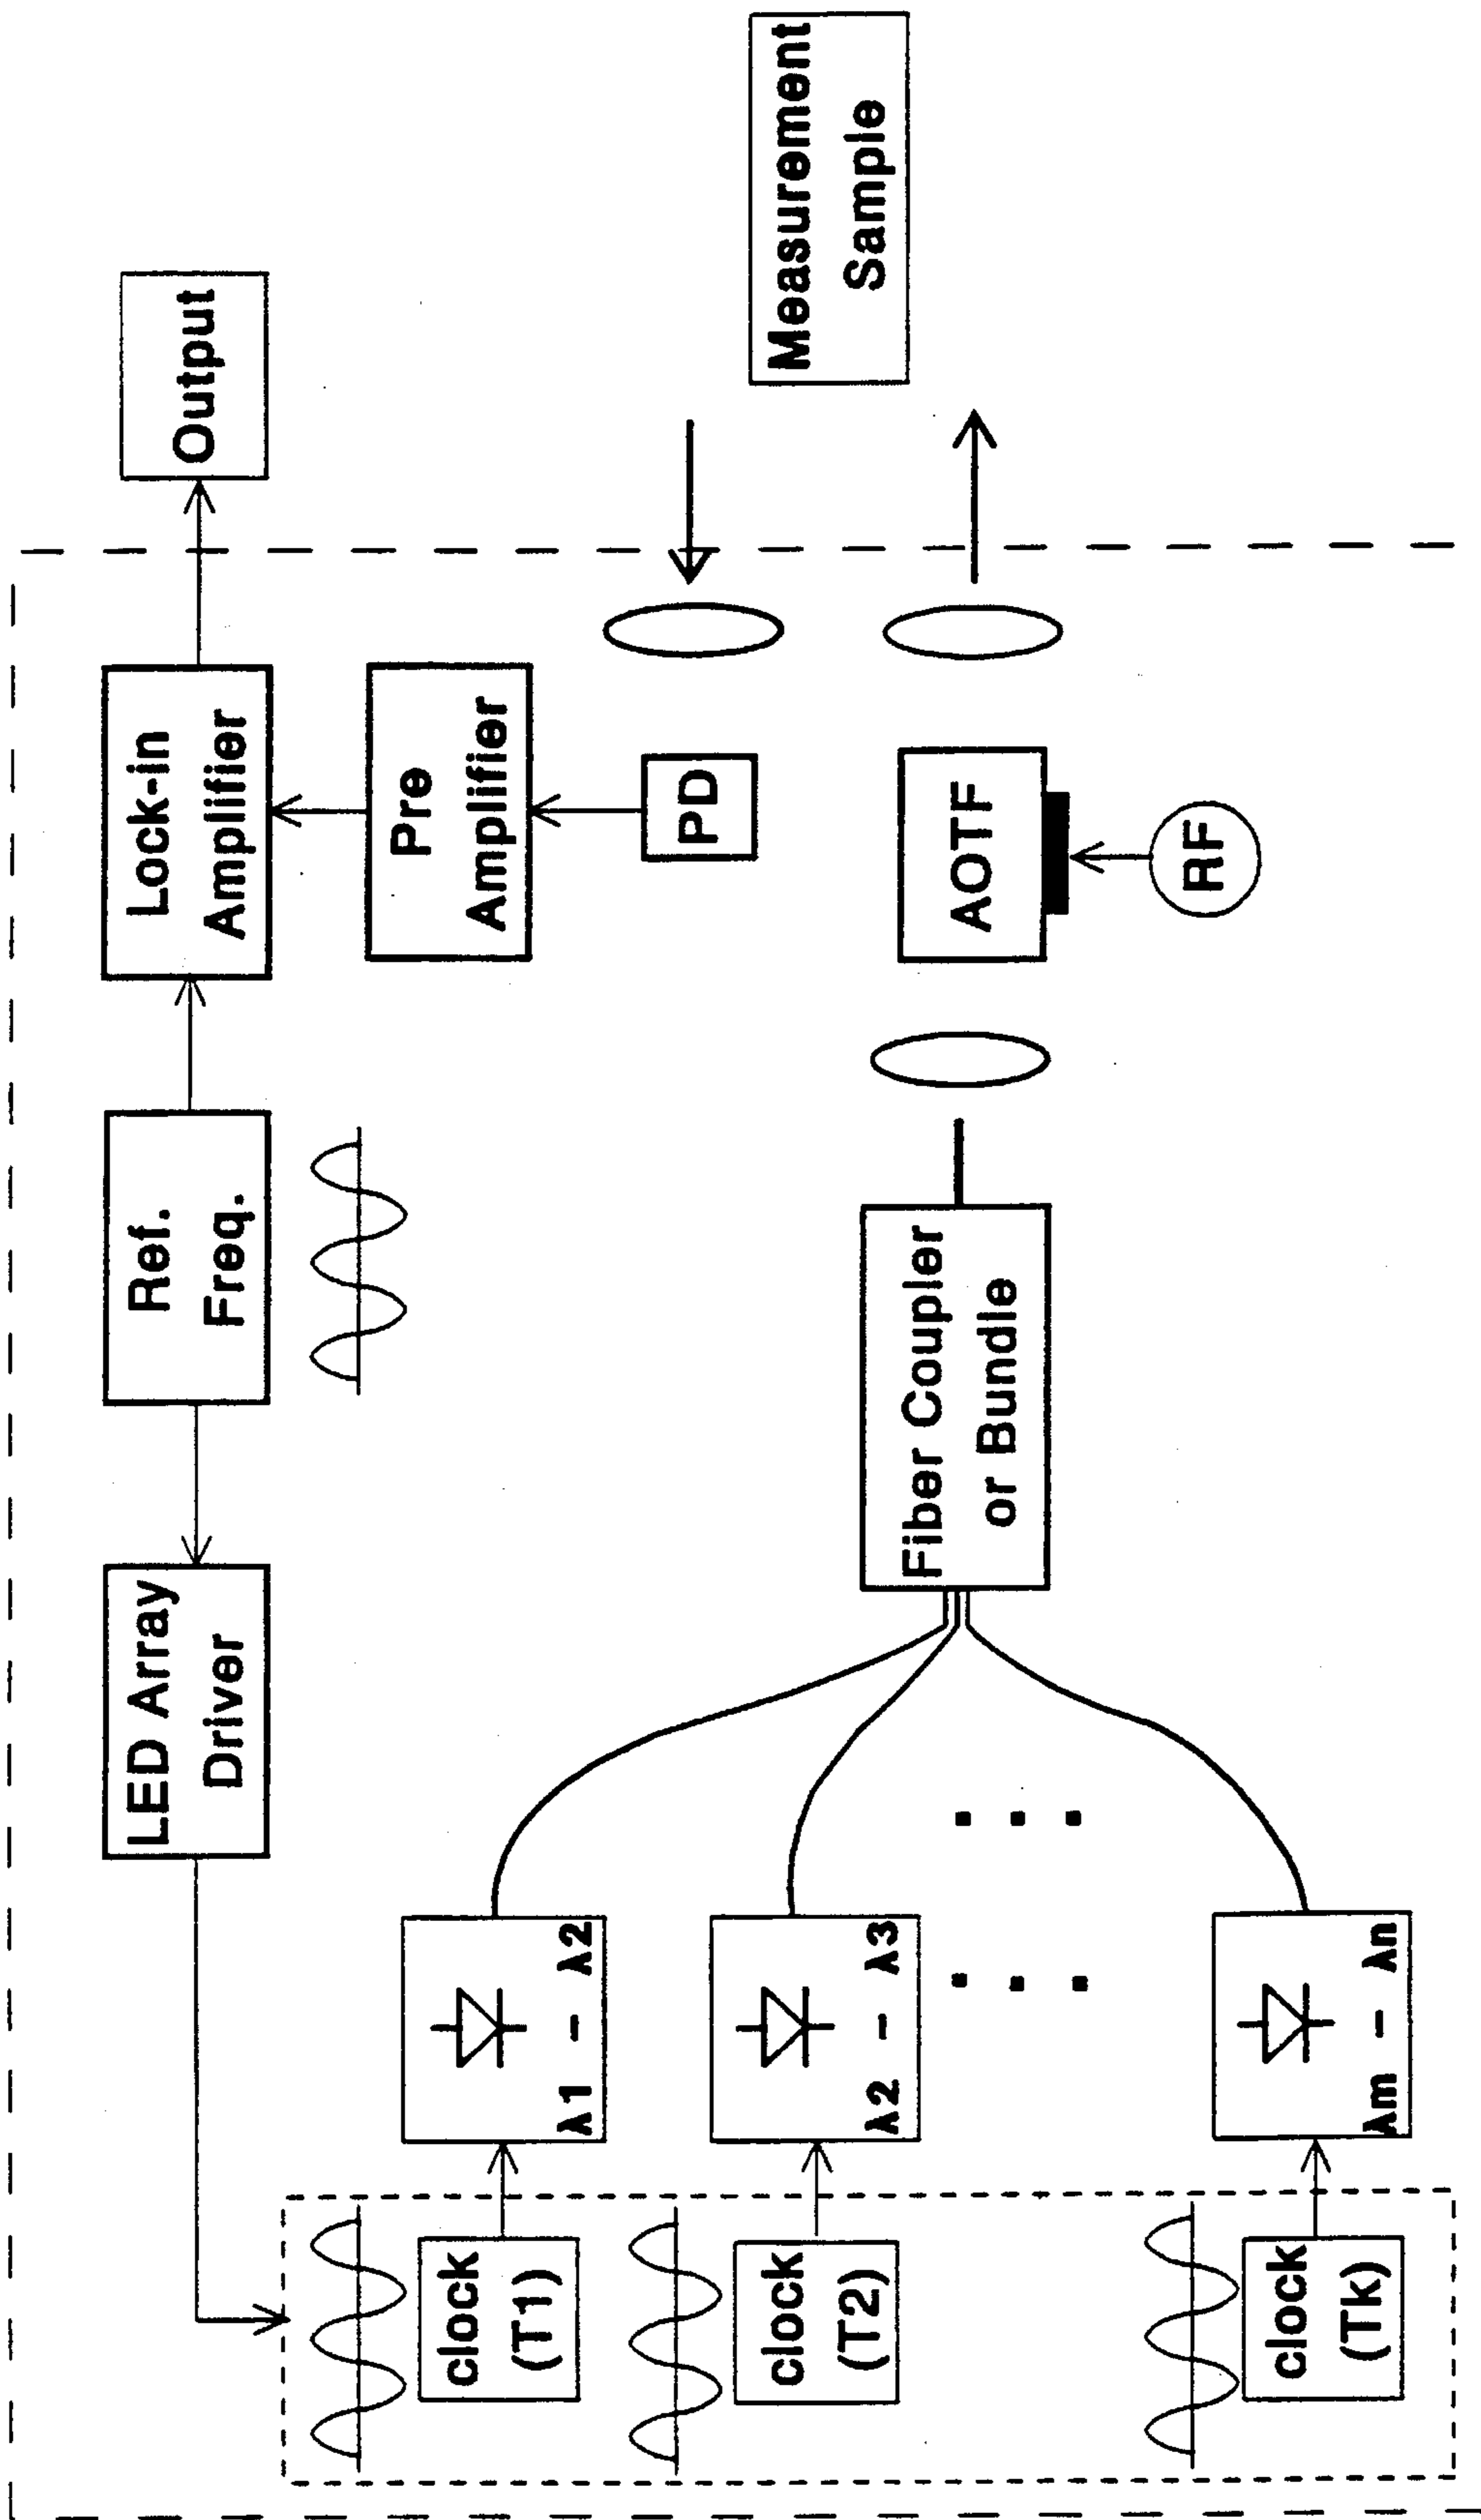 LED Array
Driver
Ref.
Freq.
Lock-in
Amplifier
Output
Pre
Amplifier
PD
Measurement
Sample
clock
(T1)
λ1 - λ2
clock
(T2)
λ2 - λ3
clock
(Tk)
λm - λn
Fiber Coupler
or Bundle
AOTF
RF